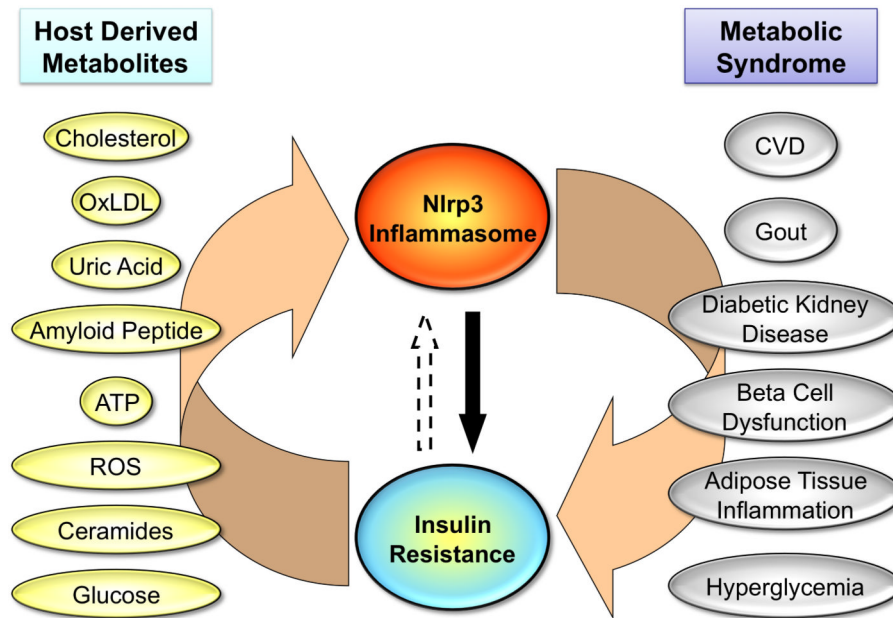 Host Derived
Metabolites
Cholesterol
OxLDL
Uric Acid
Amyloid Peptide
ATP
ROS
Ceramides
Glucose
Nlrp3
Inflammasome
Insulin
Resistance
Metabolic
Syndrome
CVD
Gout
Diabetic Kidney
Disease
Beta Cell
Dysfunction
Adipose Tissue
Inflammation
Hyperglycemia